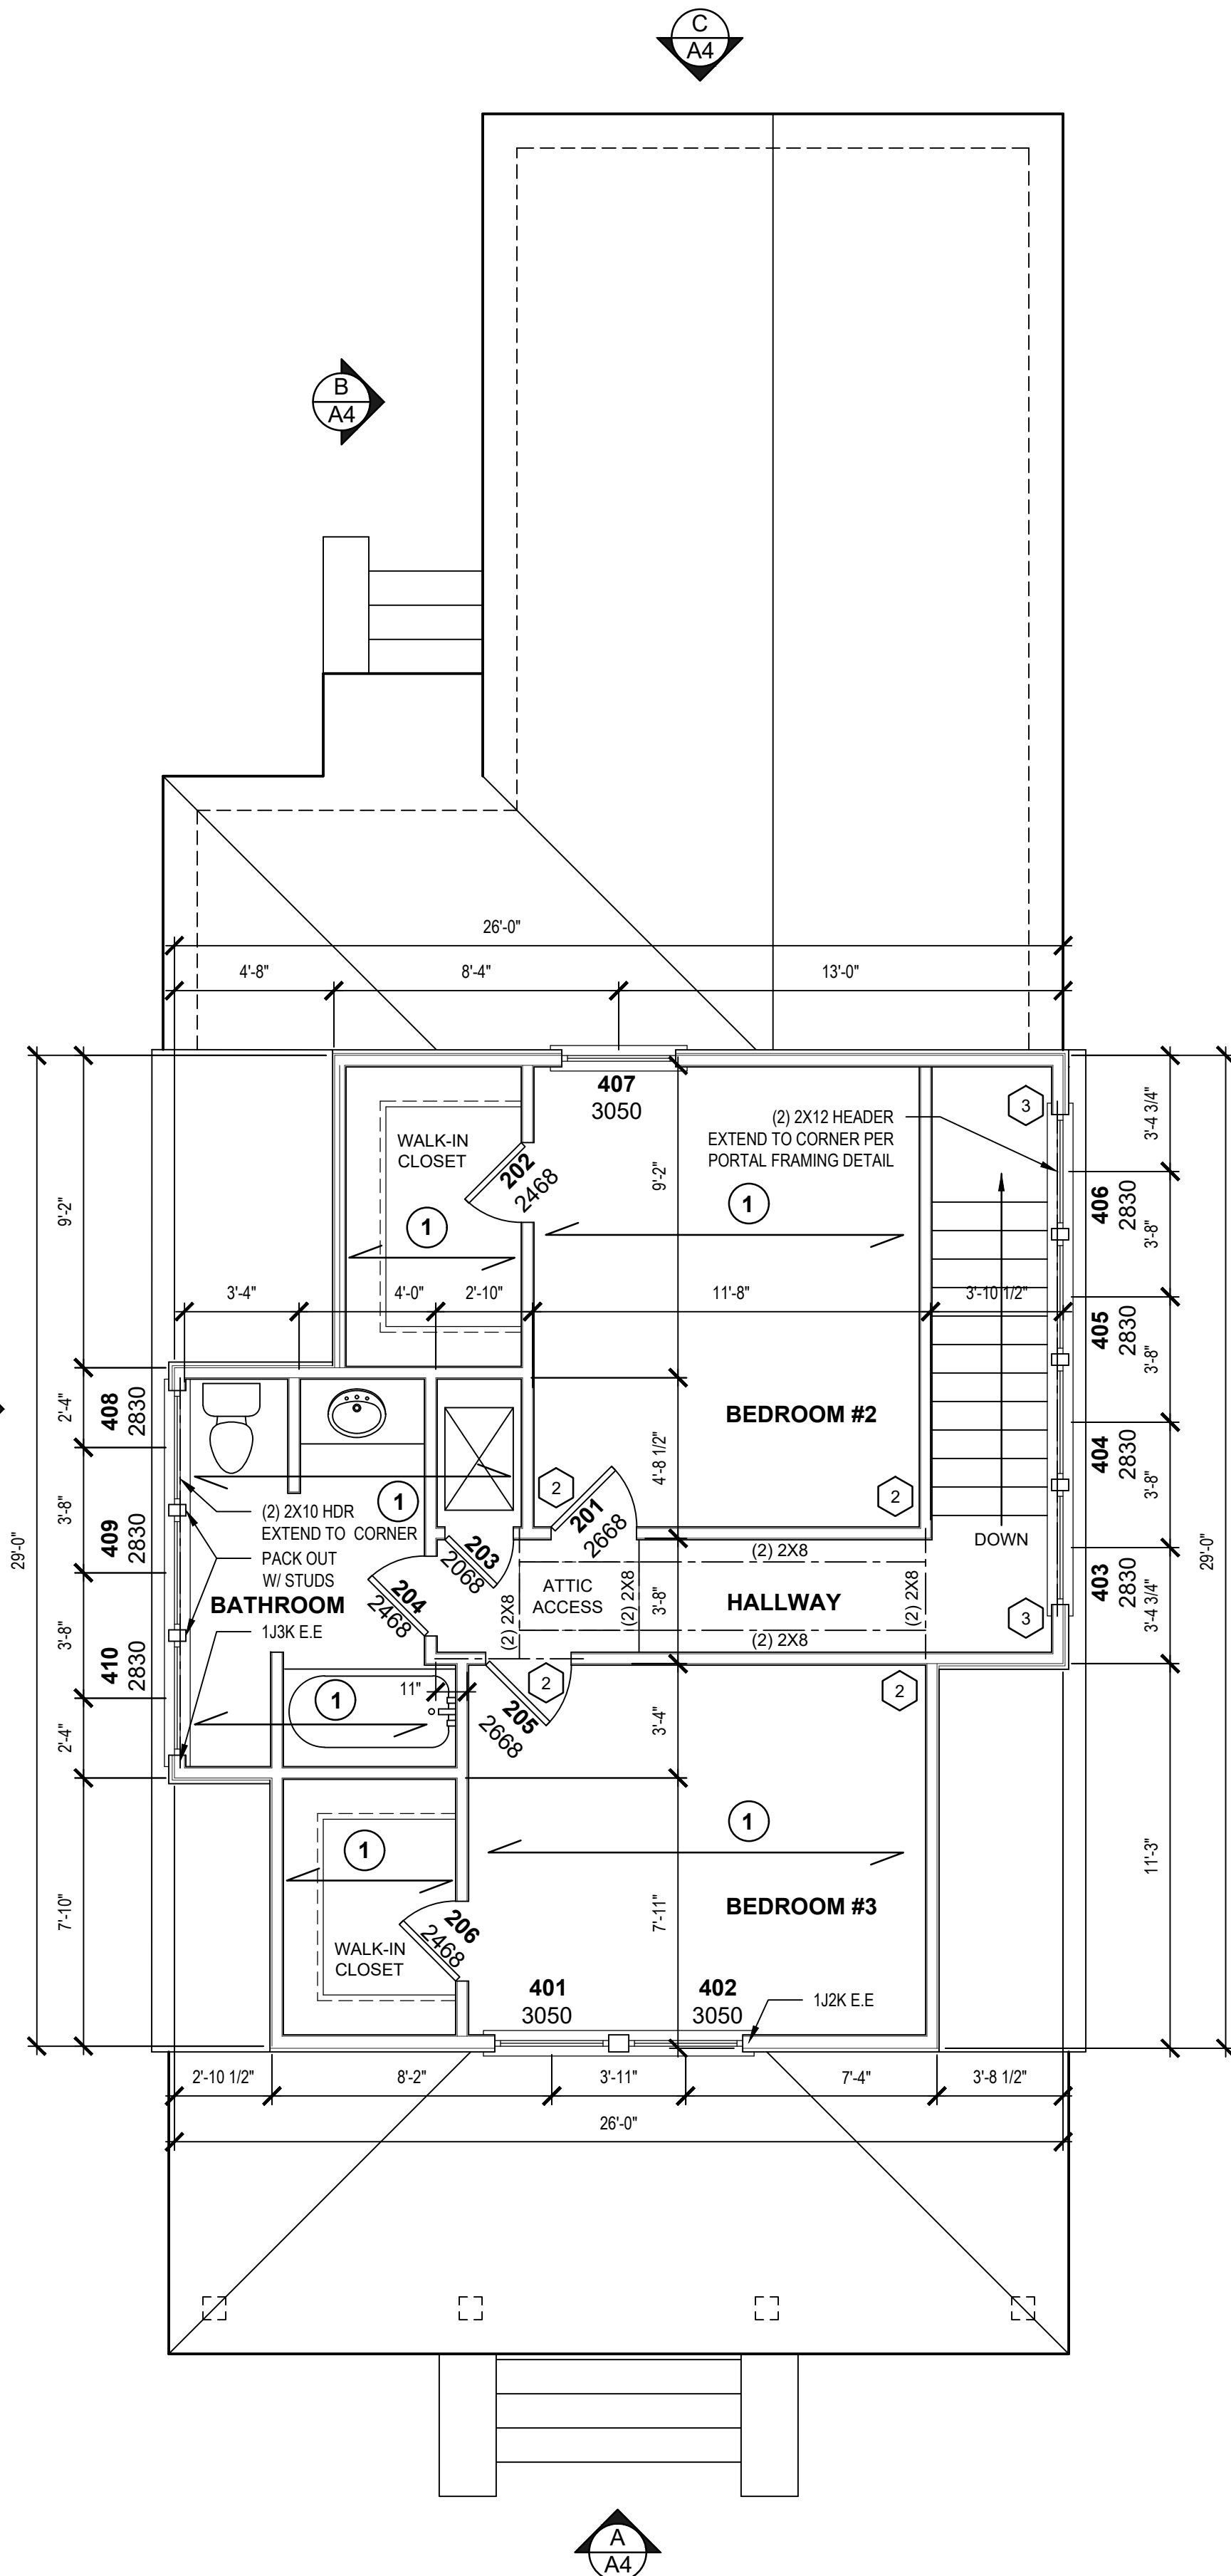 C
A4
B
A4
26'-0"
4'-8"
8'-4"
13'-0"
407
3050
3
(2) 2X12 HEADER
EXTEND TO CORNER PER
PORTAL FRAMING DETAIL
3'-4 3/4"
WALK-IN
CLOSET
202
2468
9'-2"
9'-2"
1
1
406
2830
3'-8"
3'-4"
4'-0"
2'-10"
11'-8"
3'-10 1/2"
405
2830
3'-8"
408
2830
2'-4"
BEDROOM #2
404
2830
3'-8"
4'-8 1/2"
1
2
2
201
2668
(2) 2X10 HDR
EXTEND TO CORNER
3'-8"
409
2830
29'-0"
29'-0"
PACK OUT
W/ STUDS
203
2068
(2) 2X8
DOWN
ATTIC
ACCESS
(2) 2X8
(2) 2X8
3'-8"
HALLWAY
(2) 2X8
403
2830
3'-4 3/4"
204
2468
BATHROOM
1J3K E.E
(2) 2X8
3
3'-8"
410
2830
11"
1
2
2
205
2668
3'-4"
2'-4"
1
1
11'-3"
7'-10"
7'-11"
BEDROOM #3
206
2468
WALK-IN
CLOSET
401
3050
402
3050
1J2K E.E
2'-10 1/2"
8'-2"
3'-11"
7'-4"
3'-8 1/2"
26'-0"
A
A4